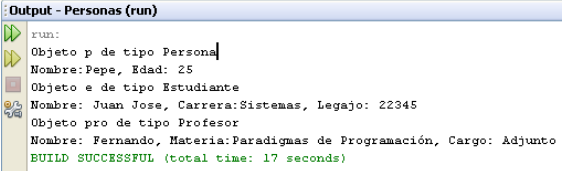 Output - Personas (run)
run:
Objeto p de tipo Persona
Nombre:Pepe, Edad: 25
Objeto e de tipo Estudiante
Nombre: Juan Jose, Carrera:Sistemas, Legajo: 22345
Objeto pro de tipo Profesor
Nombre: Fernando, Materia:Paradigmas de Programación, Cargo: Adjunto
BUILD SUCCESSFUL (total time: 17 seconds)